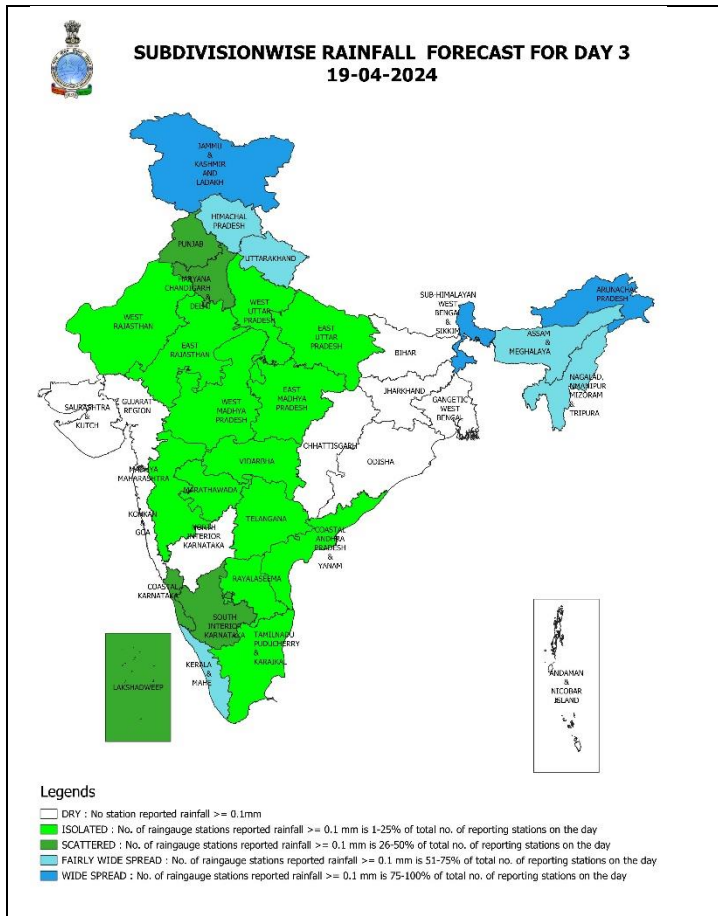 SUBDIVISIONWISE RAINFALL FORECAST FOR DAY 3
19-04-2024
JAMMU
&
KASHMIR
AND
LADAKH
HIMACHAL
PRADESH
PUNJAB
UTTARAKHAND
HARYANA
CHANDIGARH
&
DELHI
WEST
RAJASTHAN
WEST
UTTAR
PRADESH
EAST
RAJASTHAN
EAST
UTTAR
PRADESH
SUB-HIMALAYAN
WEST
BENGAL
&
SIKKIM
ARUNACHAL
PRADESH
ASSAM
&
MEGHALAYA
BIHAR
NAGALAD,
MANIPUR
MIZORAM
&
TRIPURA
JHARKHAND
GANGETIC
WEST
BENGAL
SAURASHTRA
&
KUTCH
GUJARAT
REGION
WEST
MADHYA
PRADESH
EAST
MADHYA
PRADESH
CHHATTISGARH
ODISHA
VIDARBHA
MADHYA
MAHARASHTRA
MARATHAWADA
TELANGANA
KONKAN
&
GOA
NORTH
INTERIOR
KARNATAKA
COASTAL
ANDHRA
PRADESH
&
YANAM
RAYALASEEMA
COASTAL
KARNATAKA
SOUTH
INTERIOR
KARNATAKA
TAMILNADU
PUDUCHERRY
&
KARAIKAL
KERALA
&
MAHE
LAKSHADWEEP
ANDAMAN
&
NICOBAR
ISLAND
Legends
DRY : No station reported rainfall >= 0.1mm
ISOLATED : No. of raingauge stations reported rainfall >= 0.1 mm is 1-25% of total no. of reporting stations on the day
SCATTERED : No. of raingauge stations reported rainfall >= 0.1 mm is 26-50% of total no. of reporting stations on the day
FAIRLY WIDE SPREAD : No. of raingauge stations reported rainfall >= 0.1 mm is 51-75% of total no. of reporting stations on the day
WIDE SPREAD : No. of raingauge stations reported rainfall >= 0.1 mm is 75-100% of total no. of reporting stations on the day